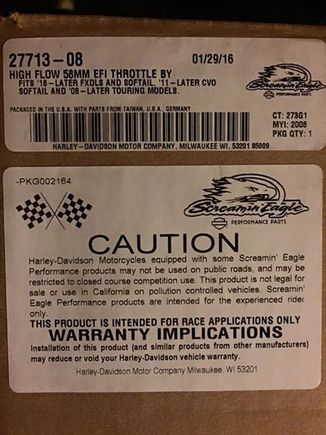 27713-08
01/29/16
HIGH FLOW 58MM EFI THROTTLE BY
FITS '16-LATER FXDLS AND SOFTAIL, '11-LATER CVO
SOFTAIL AND '08-LATER TOURING MODELS.
Screamin' Eagle
PERFORMANCE PARTS
PACKAGED IN THE U.S.A. WITH PARTS FROM TAIWAN, U.S.A., GERMANY
CT: 273G1
MYI: 2008
PKG QTY: 1
HARLEY-DAVIDSON MOTOR COMPANY, MILWAUKEE WI 53201 85009
-PKG002164
Screamin' Eagle
PERFORMANCE PARTS
CAUTION
Harley-Davidson Motorcycles equipped with some Screamin' Eagle
Performance products may not be used on public roads, and may be
restricted to closed course competition use. This product is not legal for
sale or use in California on pollution controlled vehicles. Screamin'
Eagle Performance products are intended for the experienced rider
only.
THIS PRODUCT IS INTENDED FOR RACE APPLICATIONS ONLY
WARRANTY IMPLICATIONS
Installation of this product (and similar products from other manufacturers)
may reduce or void your Harley-Davidson vehicle warranty.
Harley-Davidson Motor Company Milwaukee, WI 53201